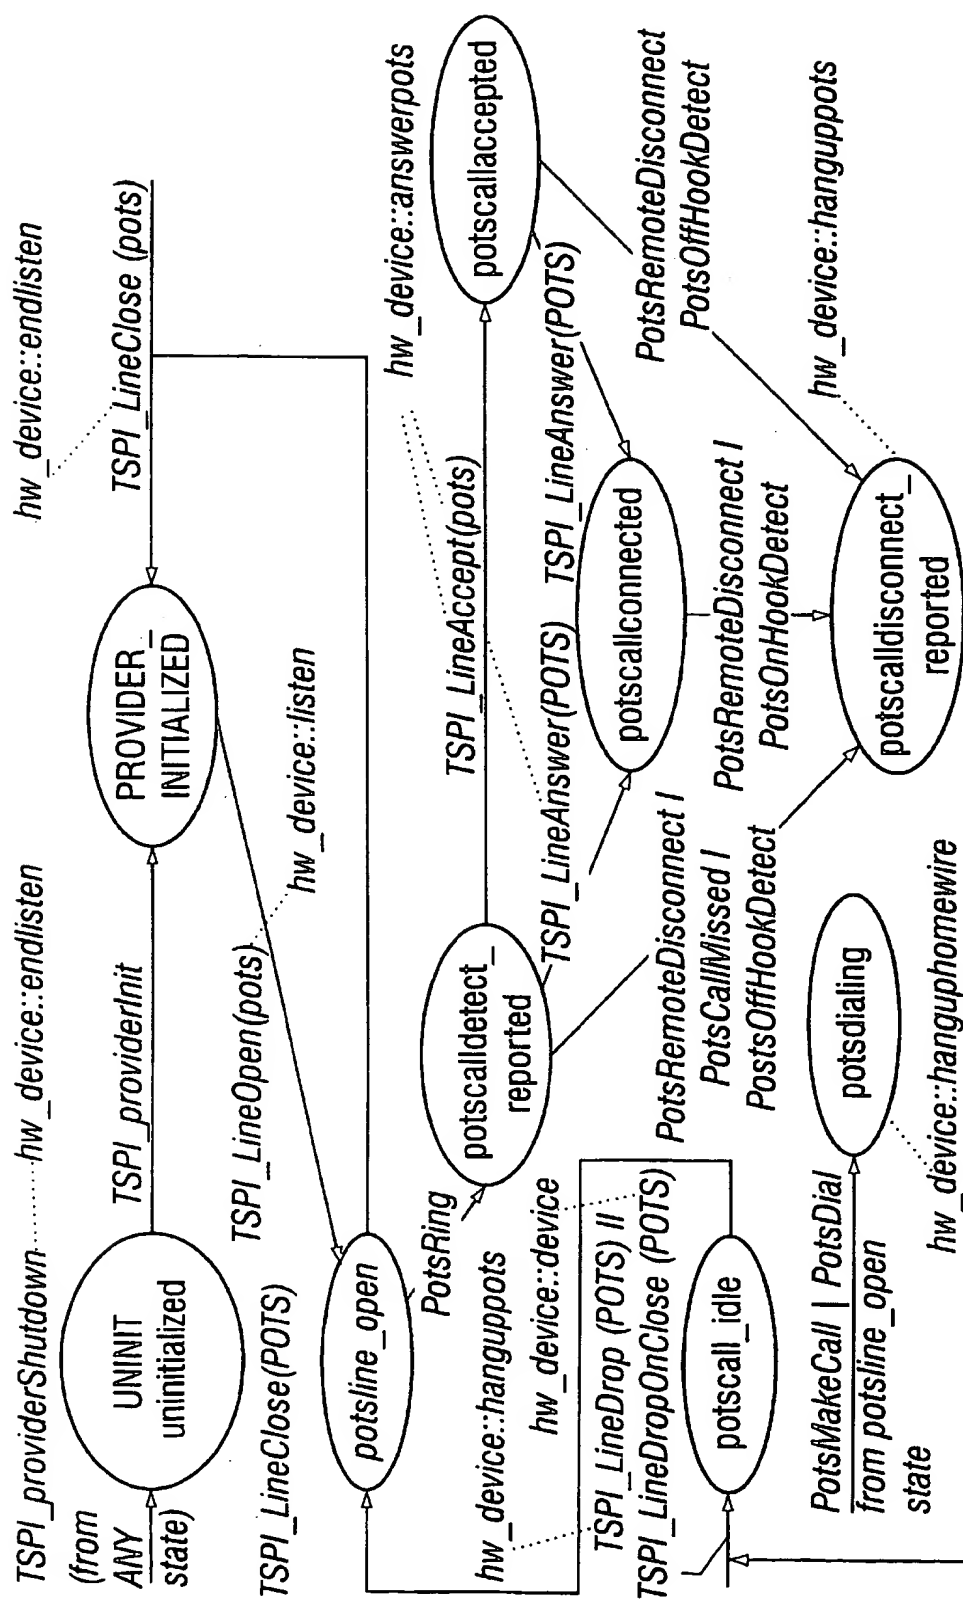 TSPI_providerShutdown
hw_device::endlisten
(from
ANY
state)
UNINIT
uninitialized
TSPI_providerInit
PROVIDER_
INITIALIZED
hw_device::endlisten
TSPI_LineClose (pots)
TSPI_LineOpen(pots)
hw_device::listen
TSPI_LineClose(POTS)
potsline_open
PotsRing
potscalldetect_
reported
TSPI_LineAccept(pots)
hw_device::answerpots
potscallaccepted
TSPI_LineAnswer(POTS)
TSPI_LineAnswer(POTS)
potscallconnected
hw_device::hanguppots
hw_device::device
TSPI_LineDrop (POTS) II
TSPI_LineDropOnClose (POTS)
potscall_idle
PotsRemoteDisconnect I
PotsCallMissed I
PostsOffHookDetect
PotsRemoteDisconnect I
PotsOnHookDetect
PotsRemoteDisconnect
PotsOffHookDetect
hw_device::hanguppots
potscalldisconnect_
reported
PotsMakeCall | PotsDial
from potsline_open
state
potsdialing
hw_device::hanguphomewire